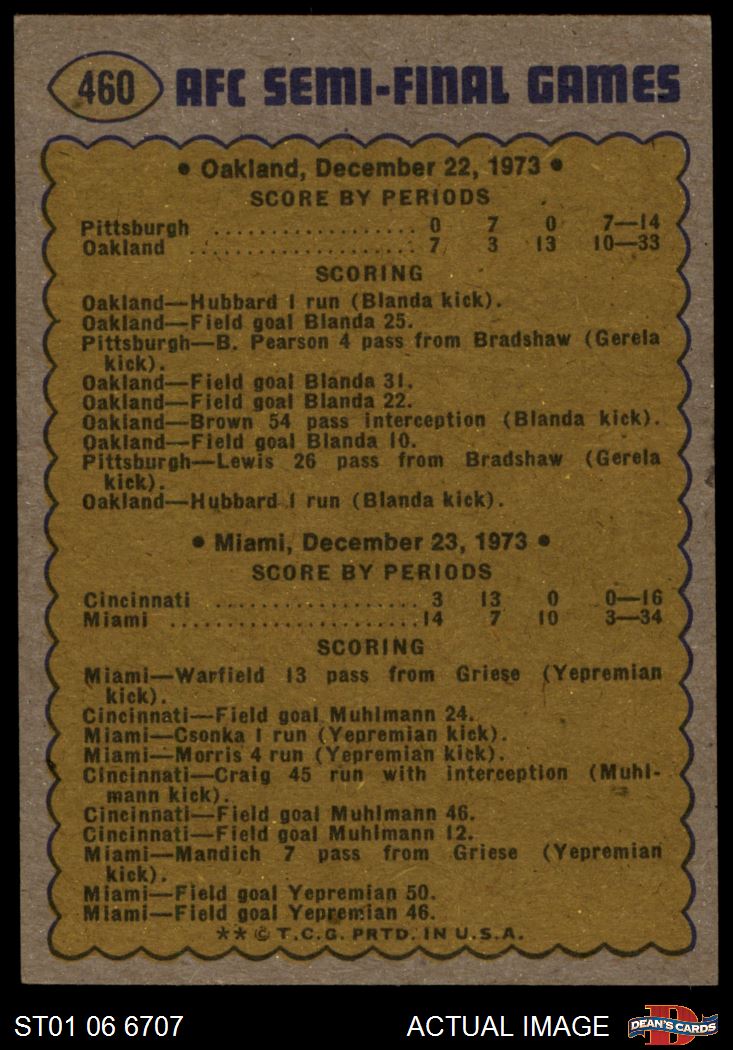 460 AFC SEMI-FINAL GAMES
• Oakland, December 22, 1973 •
SCORE BY PERIODS
Pittsburgh .................. 0 7 0 7—14
Oakland .................... 7 3 13 10—33
SCORING
Oakland—Hubbard 1 run (Blanda kick).
Oakland—Field goal Blanda 25.
Pittsburgh—B. Pearson 4 pass from Bradshaw (Gerela
kick).
Oakland—Field goal Blanda 31.
Oakland—Field goal Blanda 22.
Oakland—Brown 54 pass interception (Blanda kick).
Oakland—Field goal Blanda 10.
Pittsburgh—Lewis 26 pass from Bradshaw (Gerela
kick).
Oakland—Hubbard 1 run (Blanda kick).
• Miami, December 23, 1973 •
SCORE BY PERIODS
Cincinnati .................. 3 13 0 0—16
Miami ......................14 7 10 3—34
SCORING
Miami—Warfield 13 pass from Griese (Yepremian
kick).
Cincinnati—Field goal Muhlmann 24.
Miami—Csonka 1 run (Yepremian kick).
Miami—Morris 4 run (Yepremian kick).
Cincinnati—Craig 45 run with interception (Muhl-
mann kick).
Cincinnati—Field goal Muhlmann 46.
Cincinnati—Field goal Muhlmann 12.
Miami—Mandich 7 pass from Griese (Yepremian
kick).
Miami—Field goal Yepremian 50.
Miami—Field goal Yepremian 46.
** © T.C.G. PRTD. IN U.S.A.
ST01 06 6707 ACTUAL IMAGE D DEAN'S CARDS